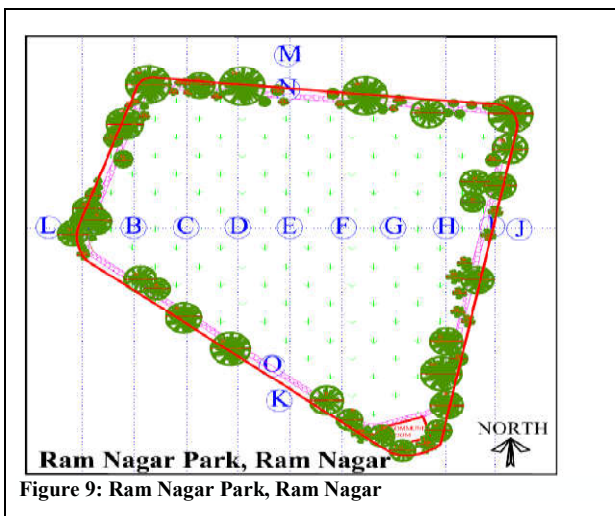 M
N
L B C D E F G H I J
O
K
NORTH
Ram Nagar Park, Ram Nagar
Figure 9: Ram Nagar Park, Ram Nagar